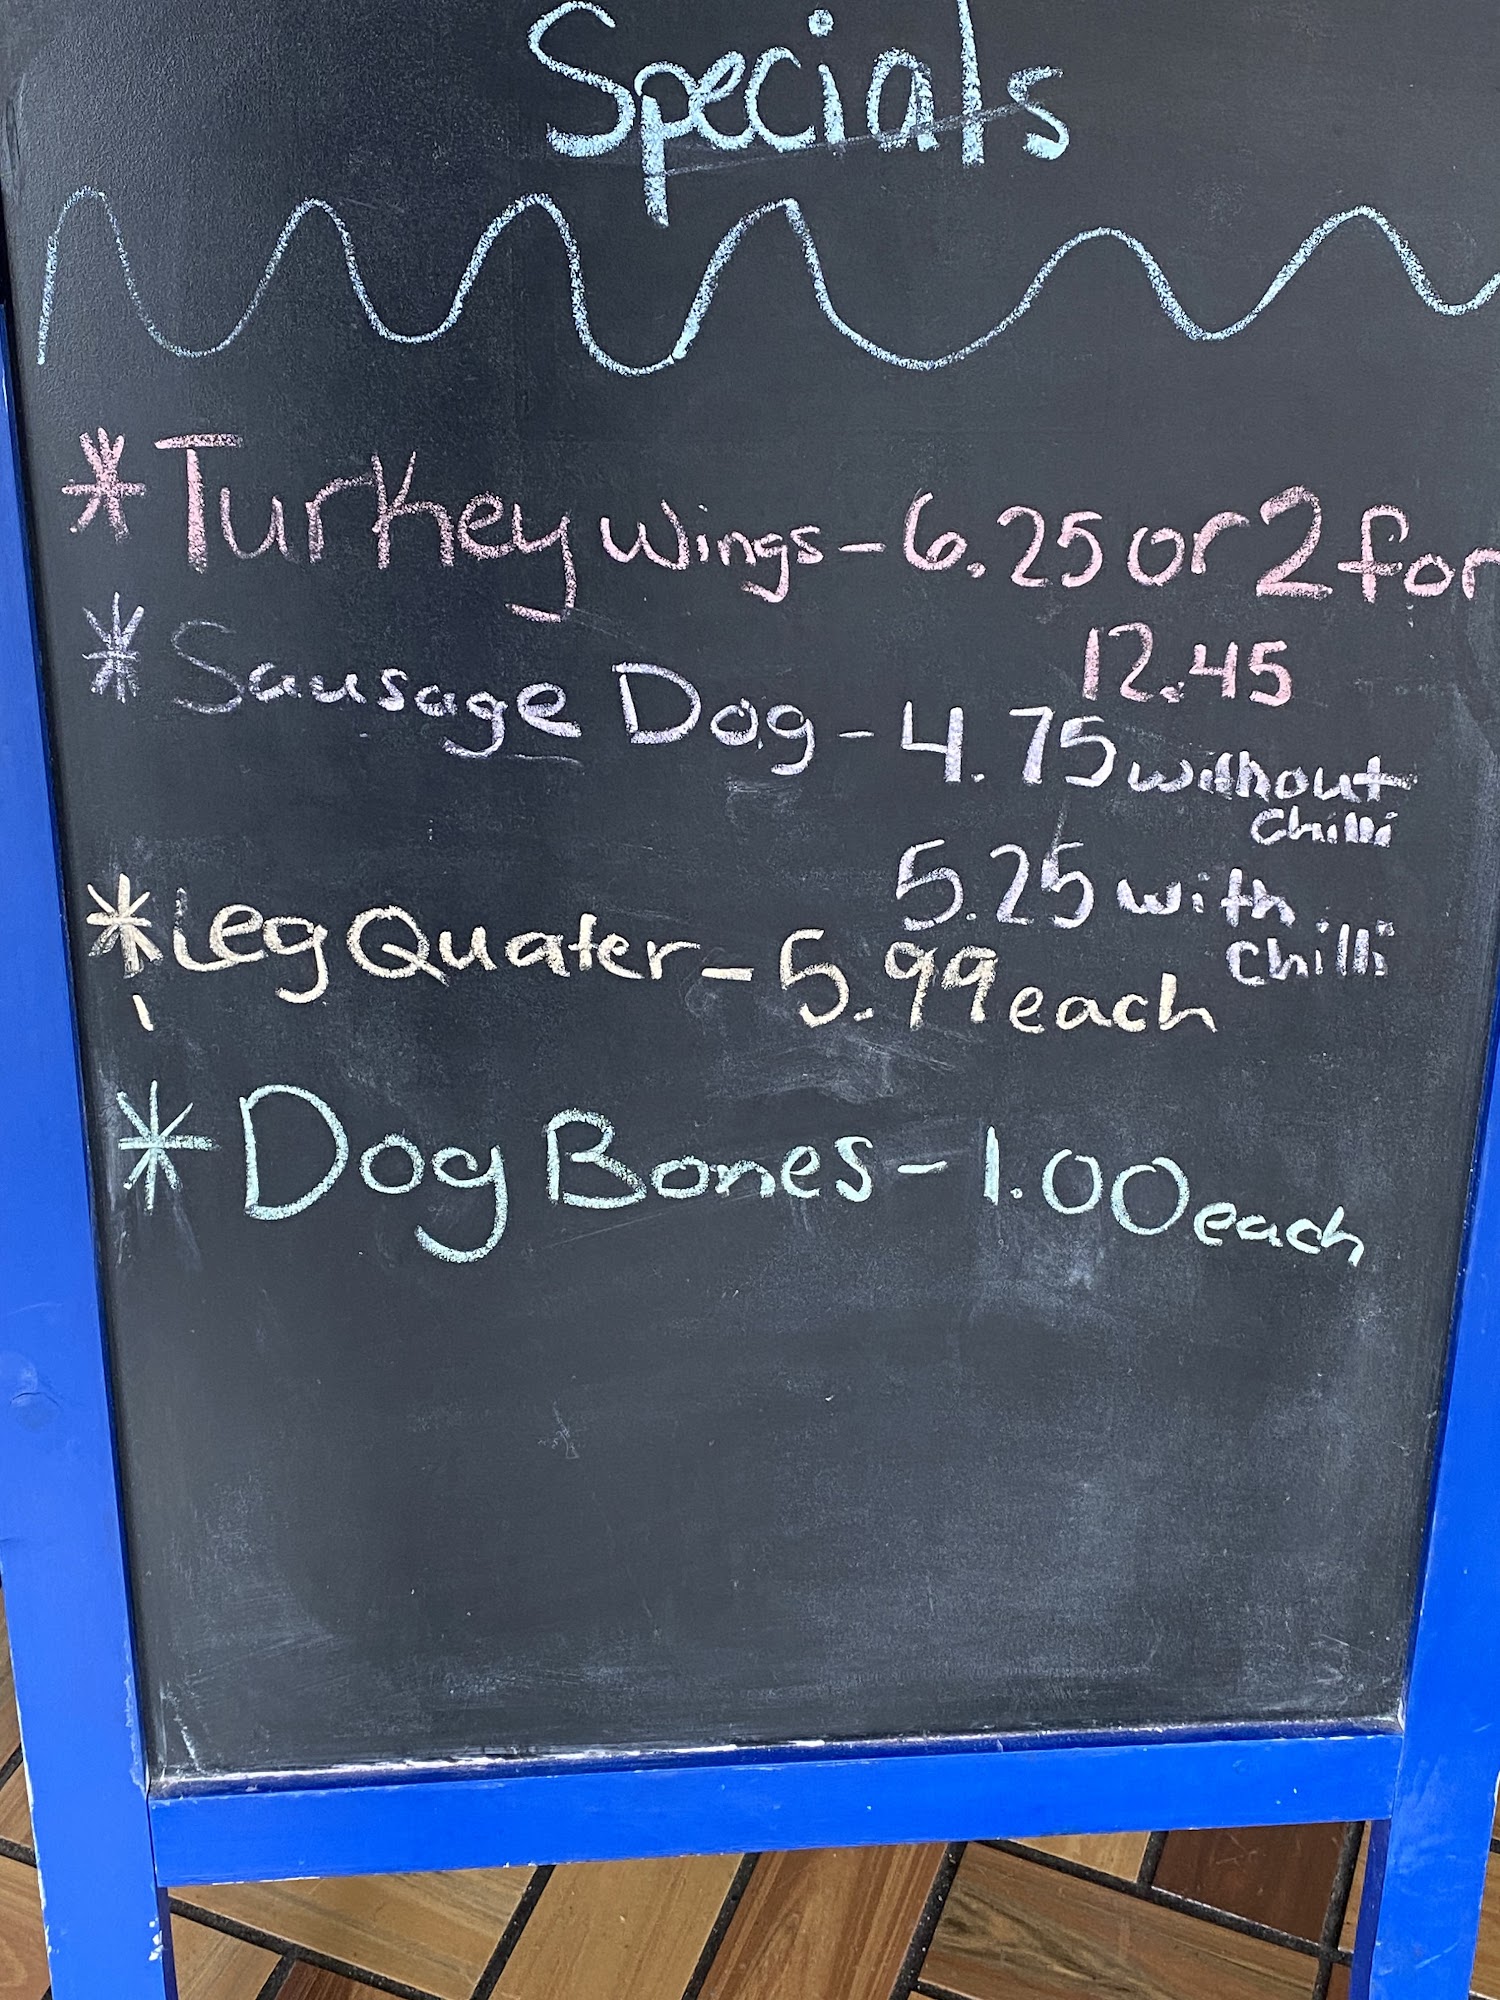 Specials
* Turkey Wings - 6.25 or 2 for
12.45
* Sausage Dog - 4.75 without
Chilli
5.25 with
Chilli
* Leg Quater - 5.99 each
* Dog Bones - 1.00 each